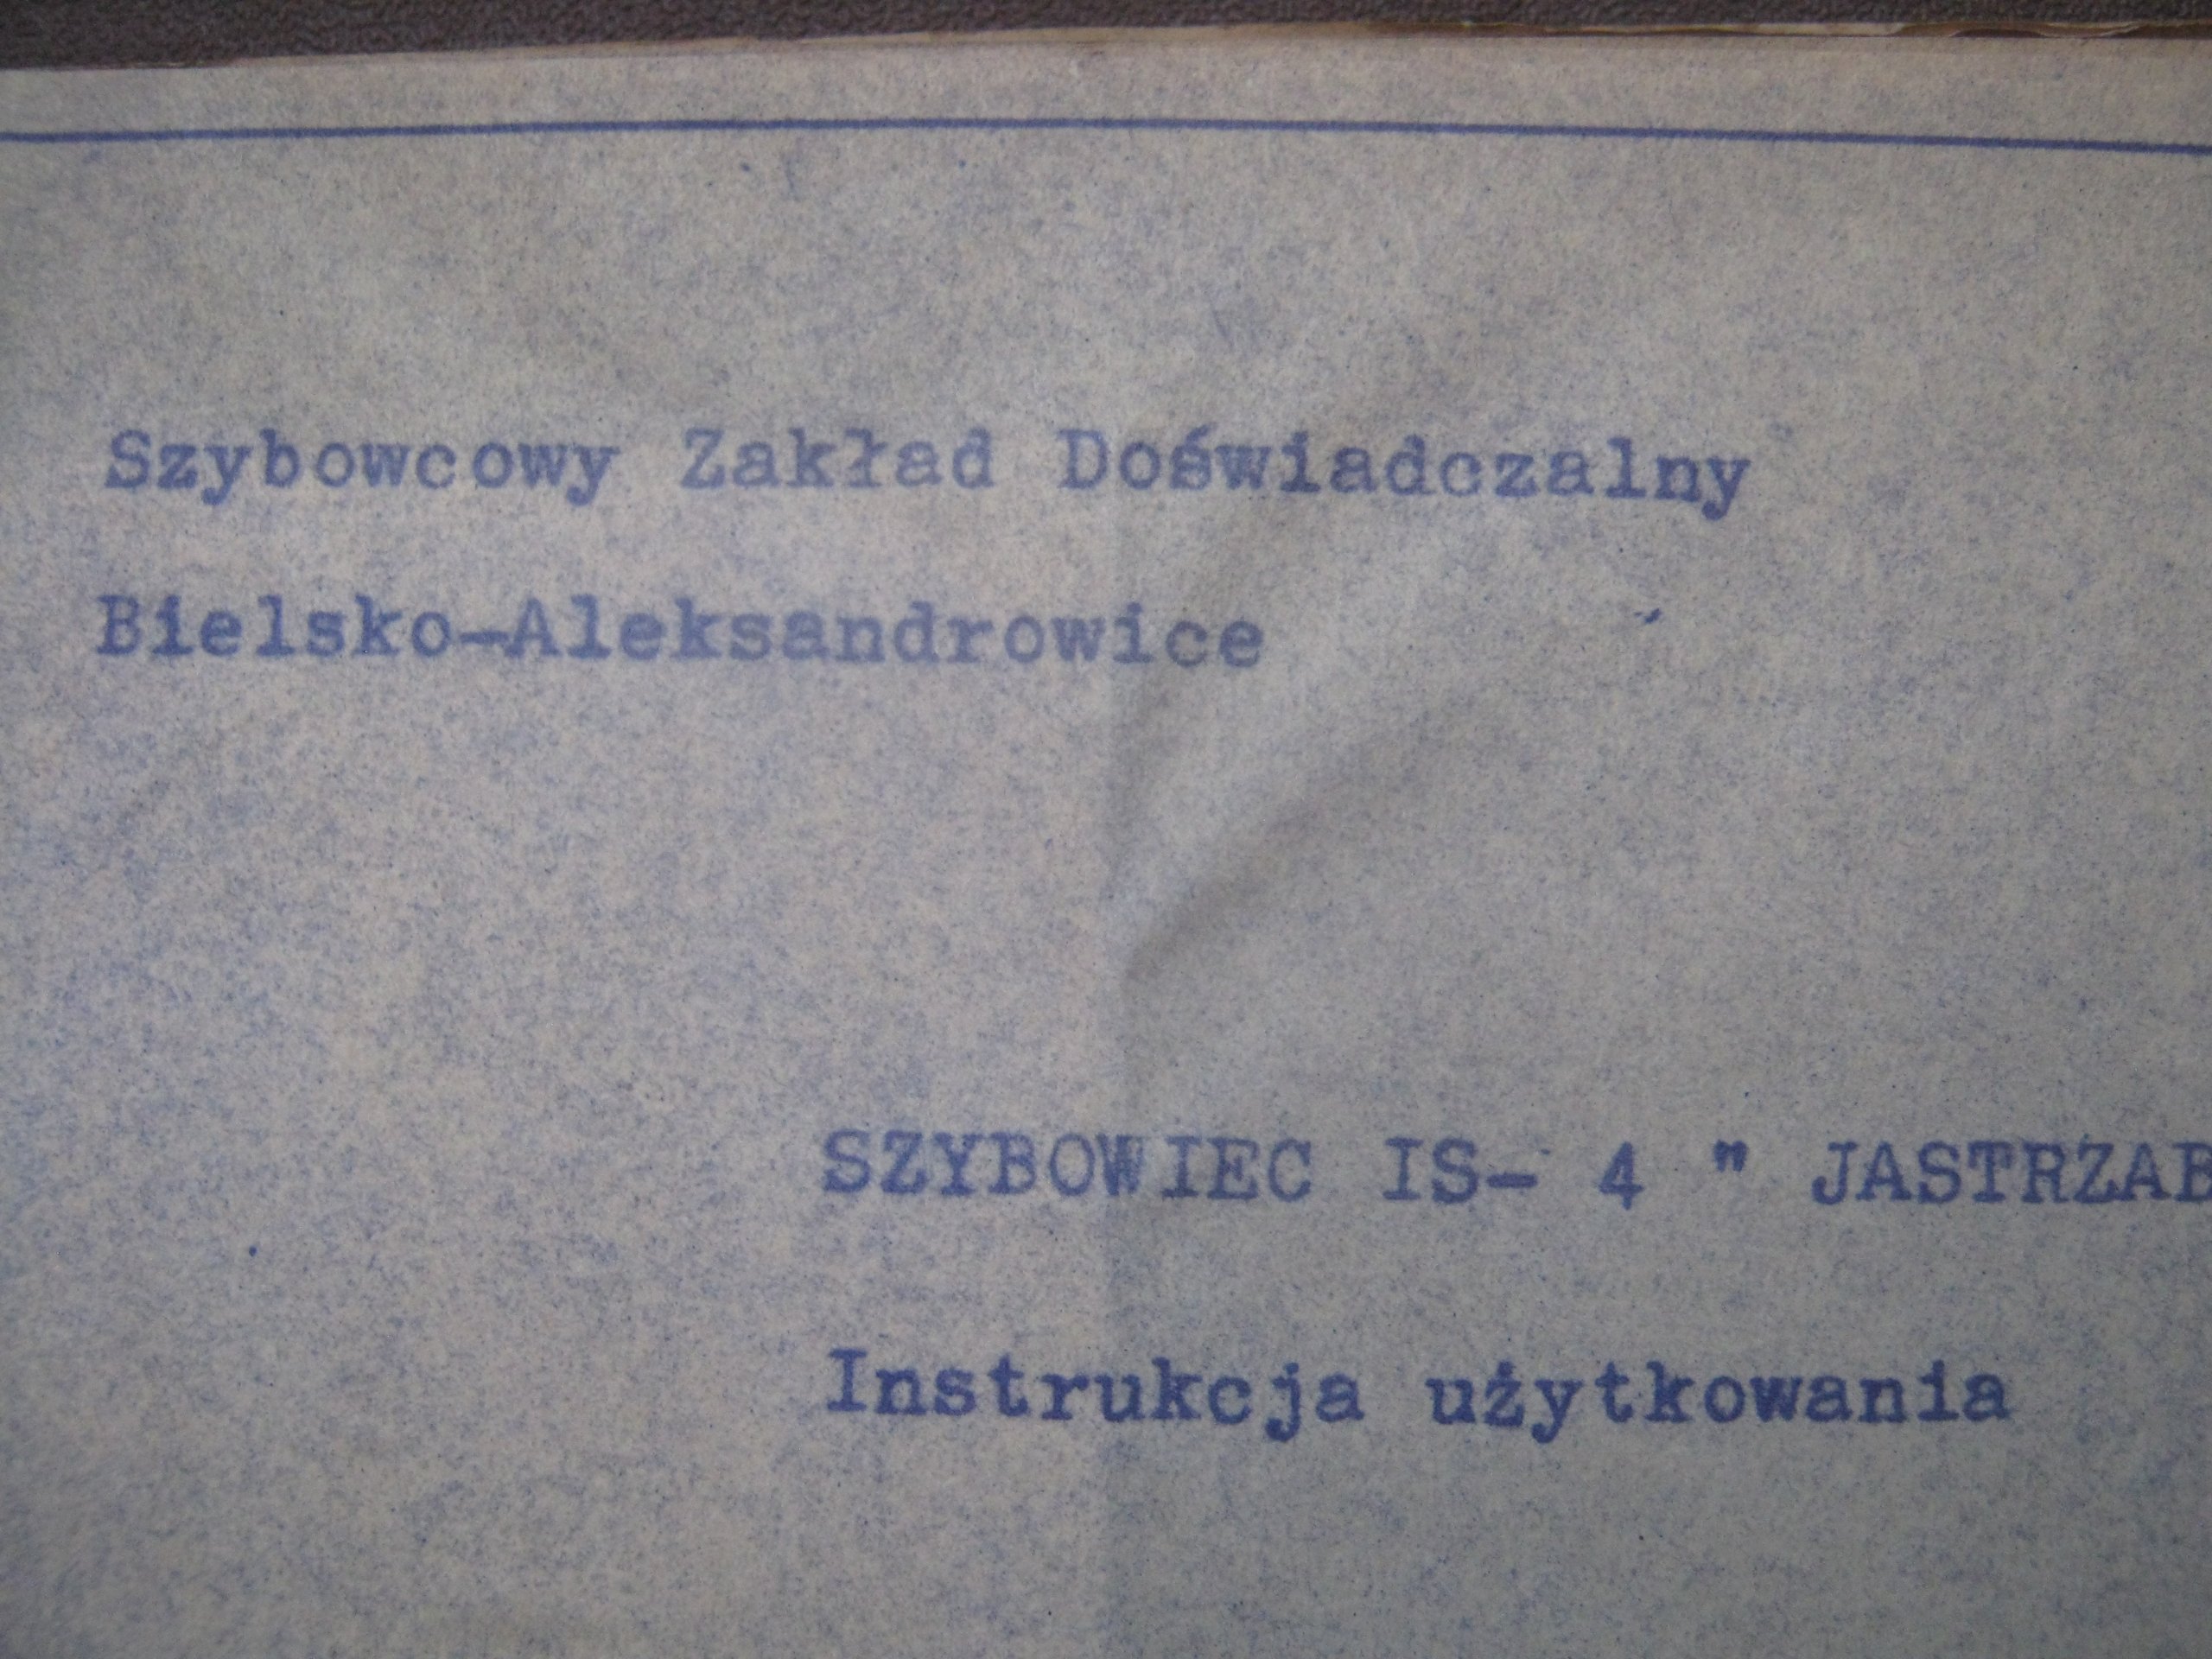 Szybowcowy Zakład Doświadczalny
Bielsko-Aleksandrowice
SZYBOWIEC IS- 4 " JASTRZAB
Instrukcja użytkowania